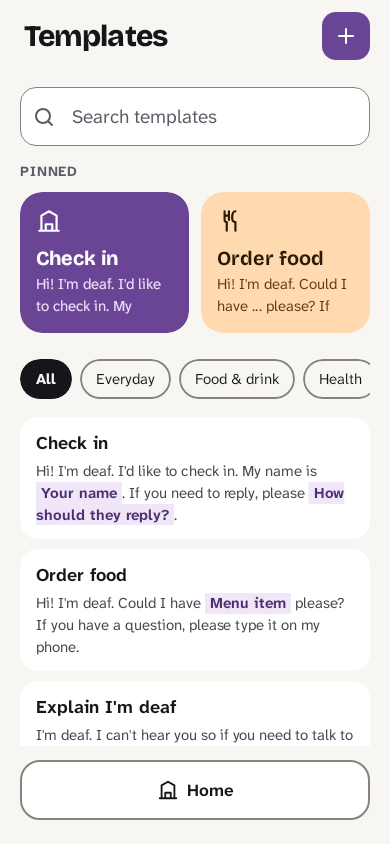 Templates
Search templates
PINNED
Check in
Hi! I'm deaf. I'd like
to check in. My
Order food
Hi! I'm deaf. Could I
have ... please? If
All
Everyday
Food & drink
Health
Check in
Hi! I'm deaf. I'd like to check in. My name is
Your name . If you need to reply, please How
should they reply? .
Order food
Hi! I'm deaf. Could I have Menu item please?
If you have a question, please type it on my
phone.
Explain I'm deaf
I'm deaf. I can't hear you so if you need to talk to
Home